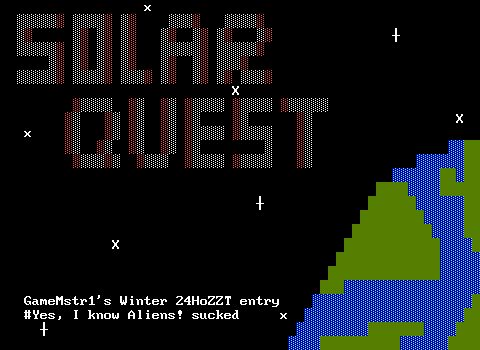 SOLAR
QUEST
GameMstr1's Winter 24HoZZT entry
#Yes, I know Aliens! sucked